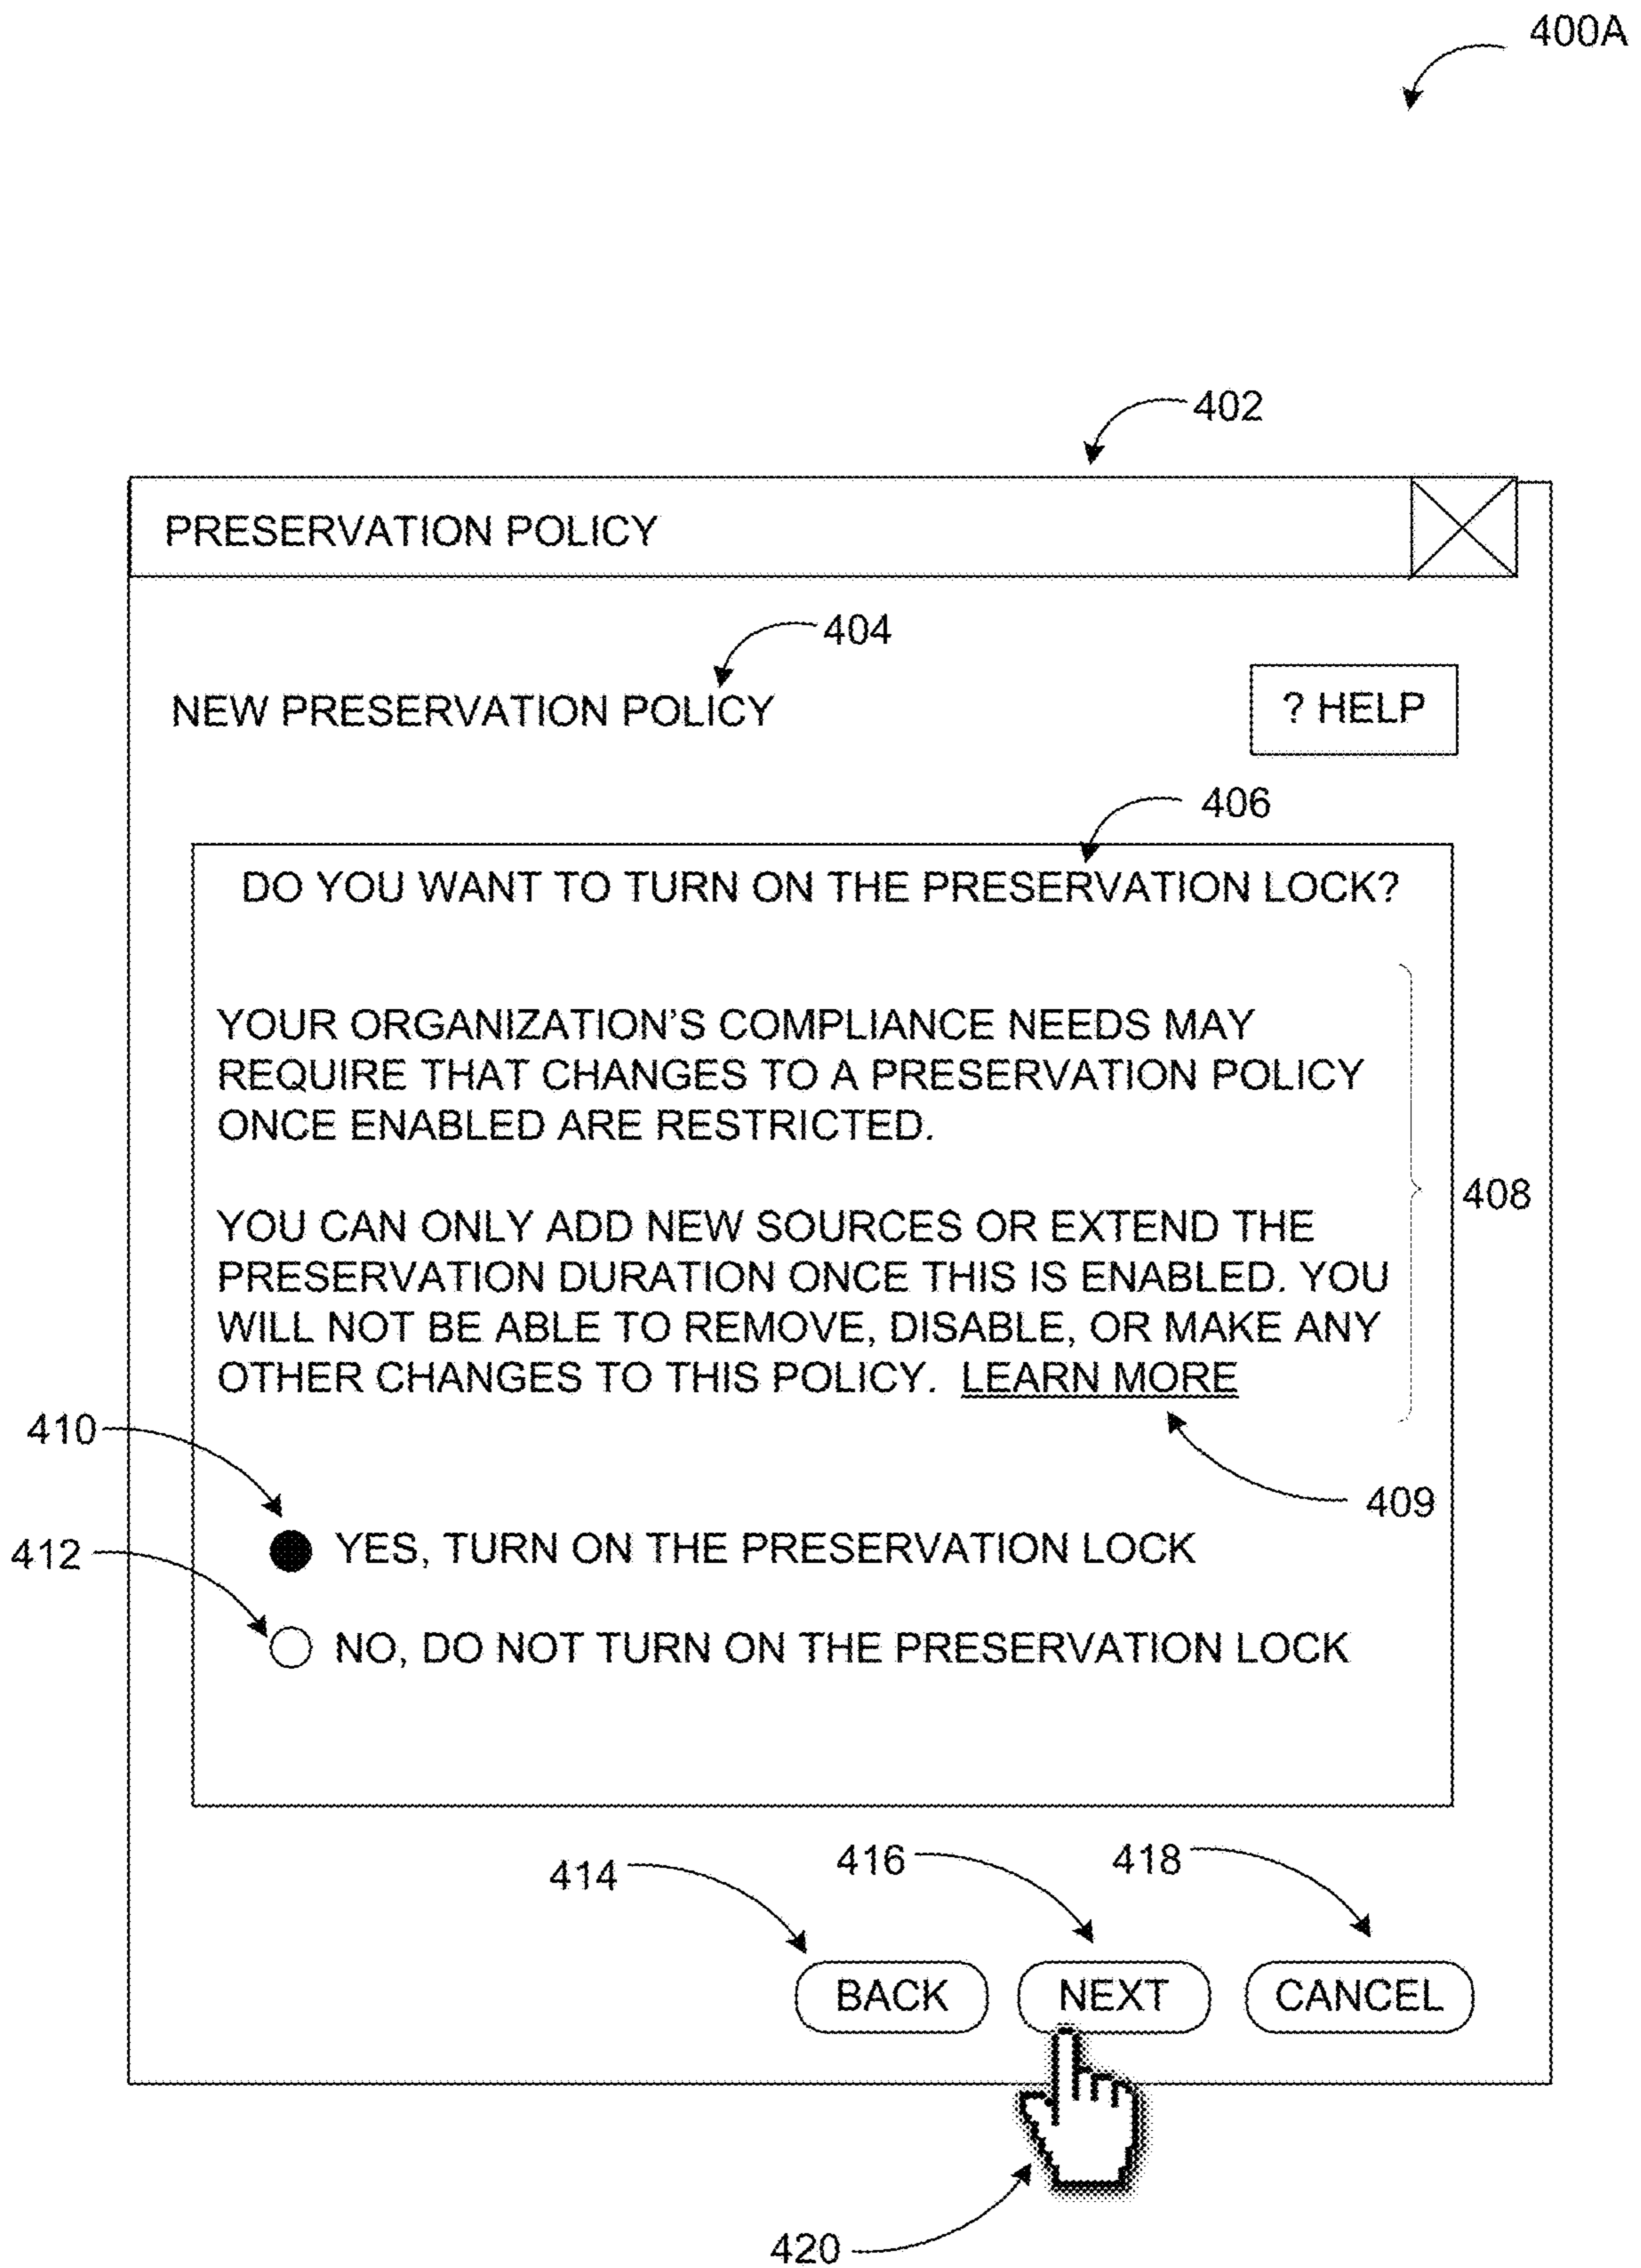 400A
402
PRESERVATION POLICY
404
NEW PRESERVATION POLICY
? HELP
406
DO YOU WANT TO TURN ON THE PRESERVATION LOCK?
YOUR ORGANIZATION'S COMPLIANCE NEEDS MAY
REQUIRE THAT CHANGES TO A PRESERVATION POLICY
ONCE ENABLED ARE RESTRICTED.
408
YOU CAN ONLY ADD NEW SOURCES OR EXTEND THE
PRESERVATION DURATION ONCE THIS IS ENABLED. YOU
WILL NOT BE ABLE TO REMOVE, DISABLE, OR MAKE ANY
OTHER CHANGES TO THIS POLICY. LEARN MORE
410
409
YES, TURN ON THE PRESERVATION LOCK
412
NO, DO NOT TURN ON THE PRESERVATION LOCK
414
416
418
BACK
NEXT
CANCEL
420